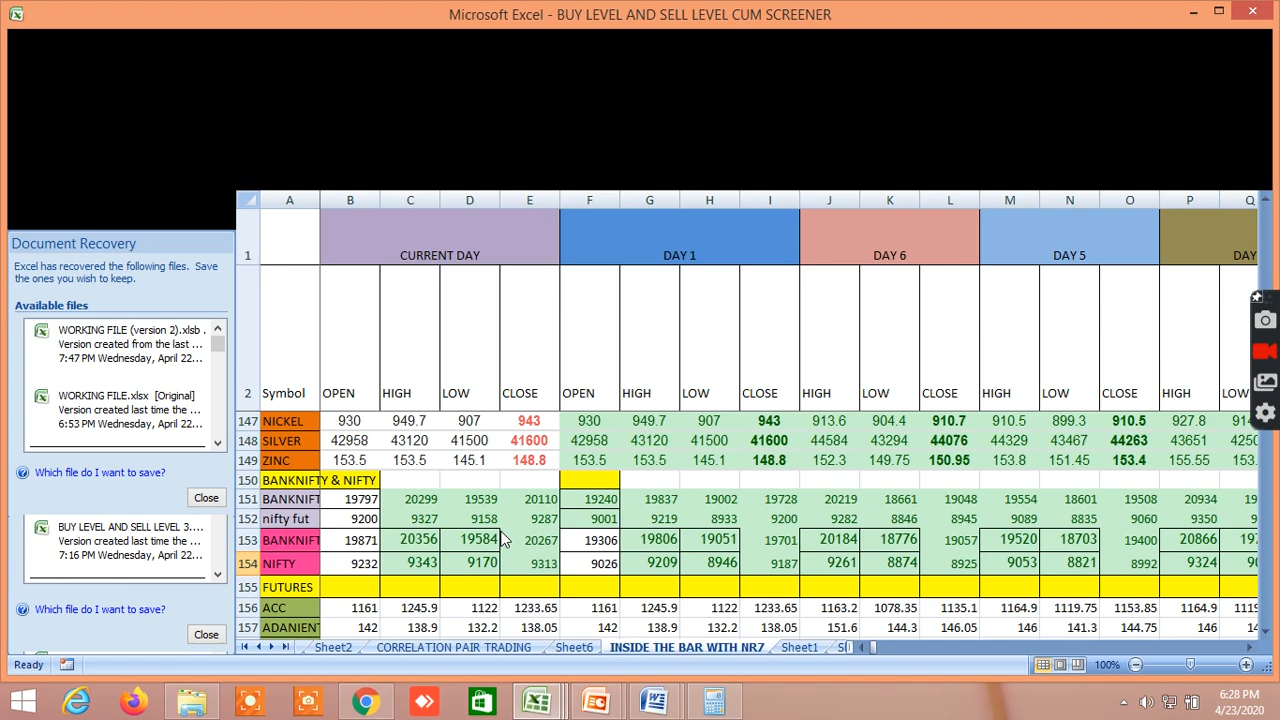 Microsoft Excel - BUY LEVEL AND SELL LEVEL CUM SCREENER
Document Recovery
Excel has recovered the following files. Save
the ones you wish to keep.
Available files
WORKING FILE (version 2).xlsb .
Version created from the last ...
7:47 PM Wednesday, April 22...
WORKING FILE.xlsx [Original]
Version created last time the ...
6:53 PM Wednesday, April 22...
Which file do I want to save?
Close
BUY LEVEL AND SELL LEVEL 3....
Version created last time the ...
7:16 PM Wednesday, April 22...
Which file do I want to save?
Close
A B C D E F G H I J K L M N O P Q
1 CURRENT DAY DAY 1 DAY 6 DAY 5 DAY
2 Symbol OPEN HIGH LOW CLOSE OPEN HIGH LOW CLOSE HIGH LOW CLOSE HIGH LOW CLOSE HIGH LOW
147 NICKEL 930 949.7 907 943 930 949.7 907 943 913.6 904.4 910.7 910.5 899.3 910.5 927.8 914
148 SILVER 42958 43120 41500 41600 42958 43120 41500 41600 44584 43294 44076 44329 43467 44263 43651 4250
149 ZINC 153.5 153.5 145.1 148.8 153.5 153.5 145.1 148.8 152.3 149.75 150.95 153.8 151.45 153.4 155.55 153.
150 BANKNIFTY & NIFTY
151 BANKNIFT 19797 20299 19539 20110 19240 19837 19002 19728 20219 18661 19048 19554 18601 19508 20934 19
152 nifty fut 9200 9327 9158 9287 9001 9219 8933 9200 9282 8846 8945 9089 8835 9060 9350 9
153 BANKNIFT 19871 20356 19584 20267 19306 19806 19051 19701 20184 18776 19057 19520 18703 19400 20866 197
154 NIFTY 9232 9343 9170 9313 9026 9209 8946 9187 9261 8874 8925 9053 8821 8992 9324 90
155 FUTURES
156 ACC 1161 1245.9 1122 1233.65 1161 1245.9 1122 1233.65 1163.2 1078.35 1135.1 1164.9 1119.75 1153.85 1164.9 1119
157 ADANIENT 142 138.9 132.2 138.05 142 138.9 132.2 138.05 151.6 144.3 146.05 146 141.3 144.75 146 14
Sheet2 CORRELATION PAIR TRADING Sheet6 INSIDE THE BAR WITH NR7 Sheet1 Sl
Ready
100%
6:28 PM
4/23/2020